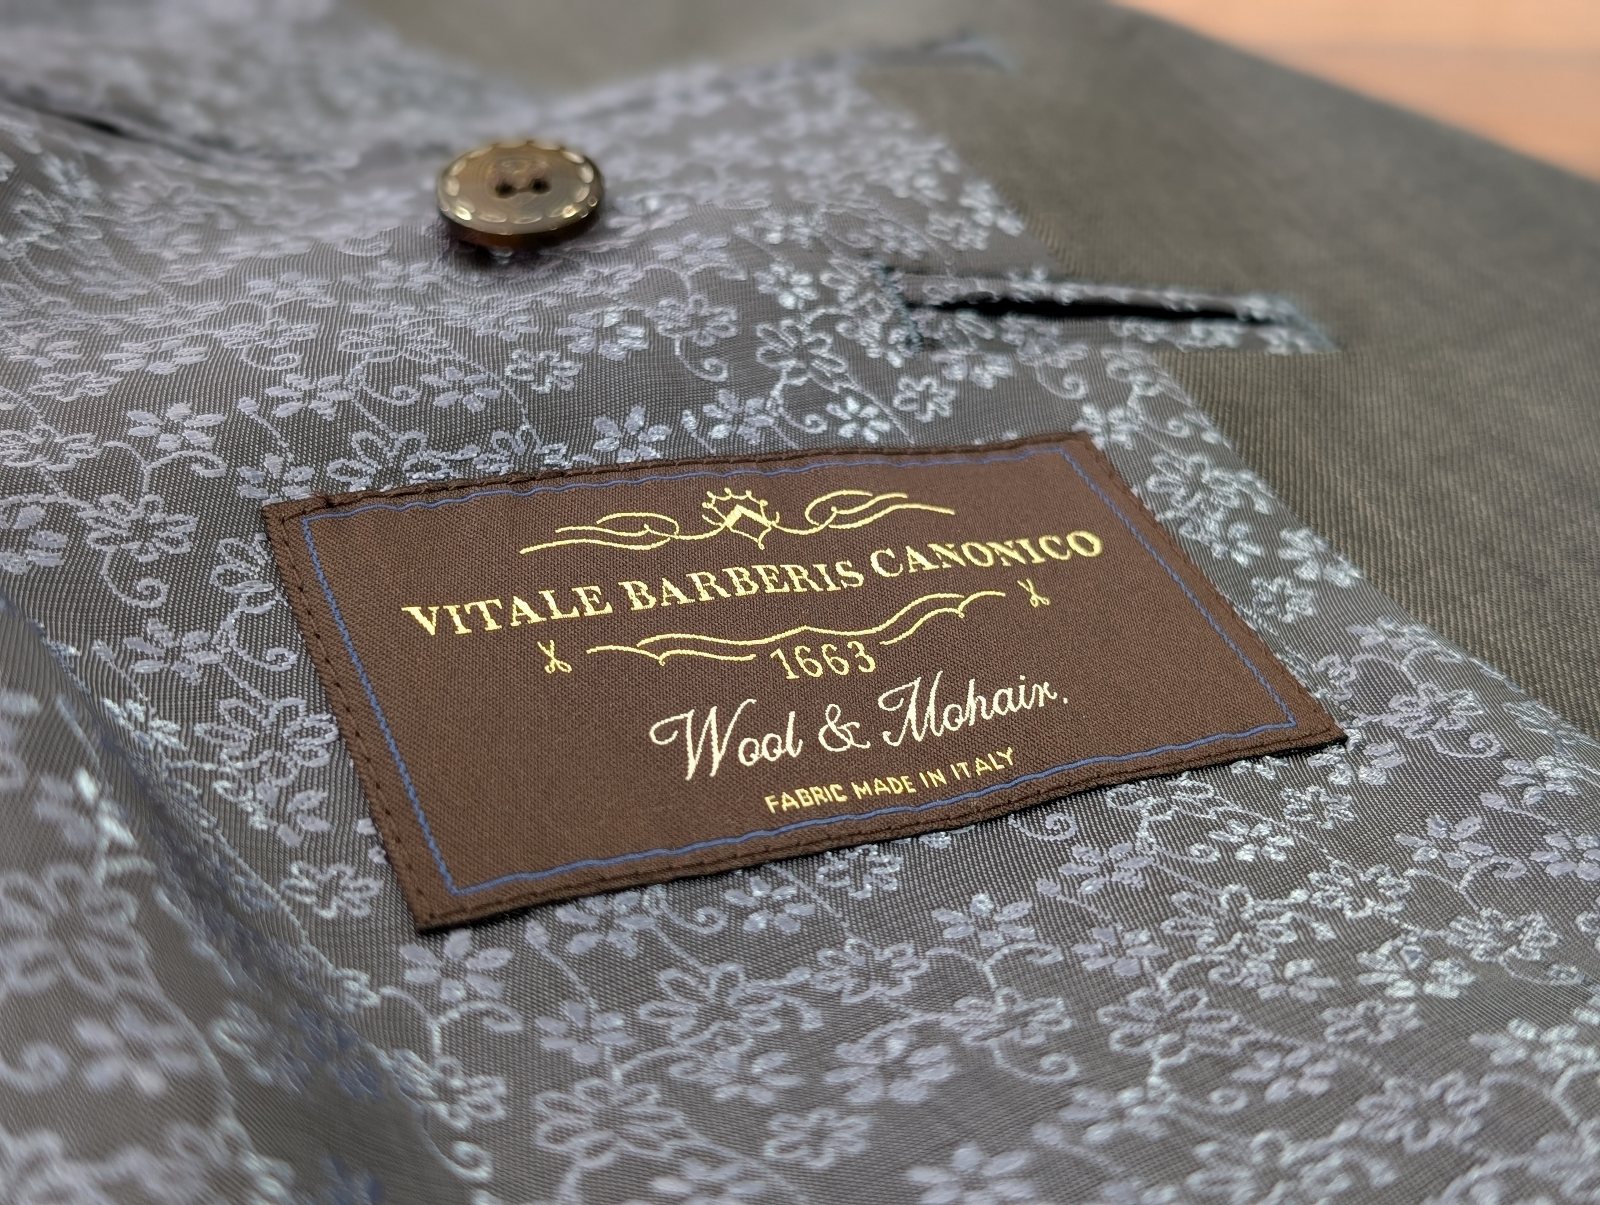 VITALE BARBERIS CANONICO
1663
Wool & Mohair.
FABRIC MADE IN ITALY